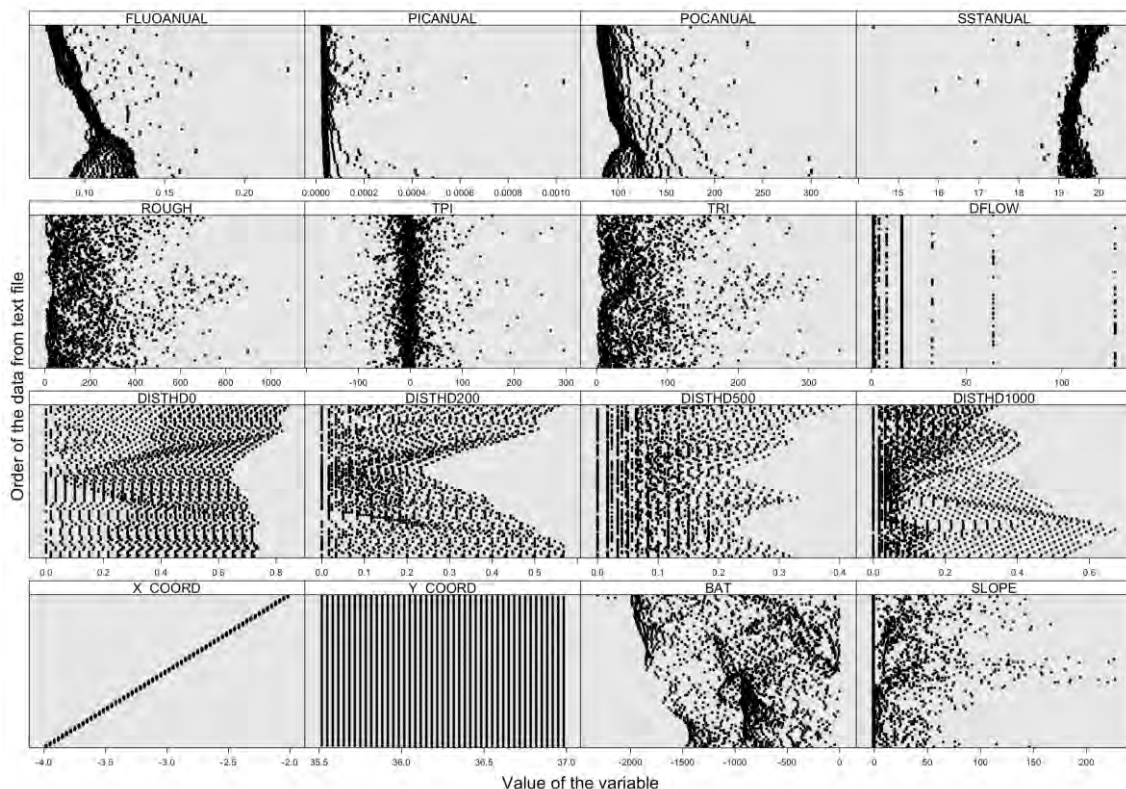 FLUOANUAL PICANUAL POCANUAL SSTANUAL
0.10 0.15 0.20 0.0000 0.0002 0.0004 0.0006 0.0008 0.0010 100 150 200 250 300 15 16 17 18 19 20
ROUGH TPI TRI DFLOW
0 200 400 600 800 1000 -100 0 100 200 300 0 100 200 300 0 50 100
DISTHD0 DISTHD200 DISTHD500 DISTHD1000
0.0 0.2 0.4 0.6 0.8 0.0 0.1 0.2 0.3 0.4 0.5 0.0 0.1 0.2 0.3 0.4 0.0 0.2 0.4 0.6
X COORD Y COORD BAT SLOPE
-4.0 -3.5 -3.0 -2.5 -2.0 35.5 36.0 36.5 37.0 -2000 -1500 -1000 -500 0 0 50 100 150 200
Order of the data from text file
Value of the variable